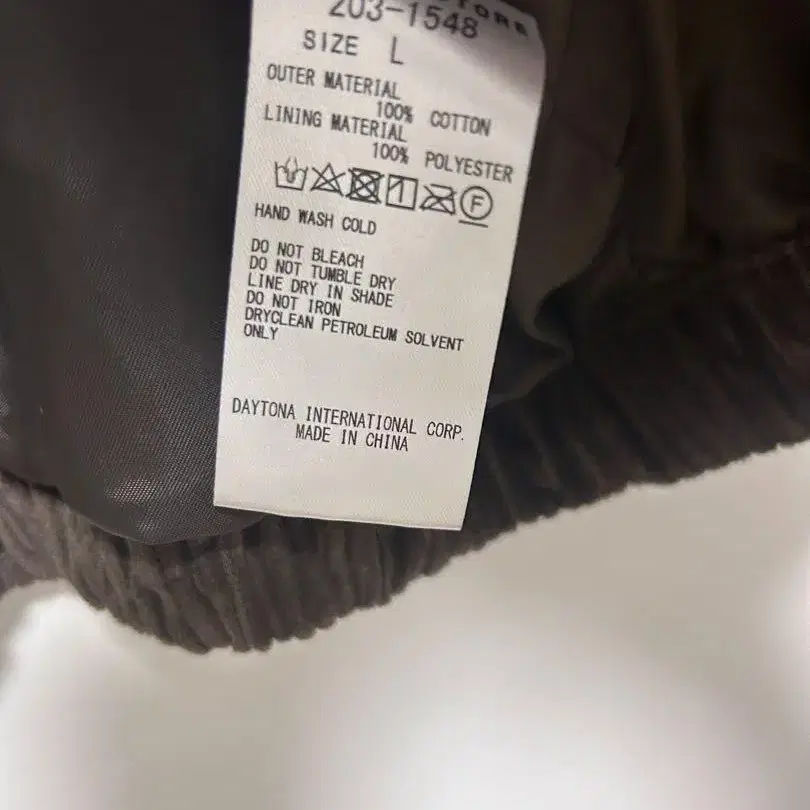 203-1548
SIZE L
OUTER MATERIAL
100% COTTON
LINING MATERIAL
100% POLYESTER
F
HAND WASH COLD
DO NOT BLEACH
DO NOT TUMBLE DRY
LINE DRY IN SHADE
DO NOT IRON
DRYCLEAN PETROLEUM SOLVENT
ONLY
DAYTONA INTERNATIONAL CORP.
MADE IN CHINA